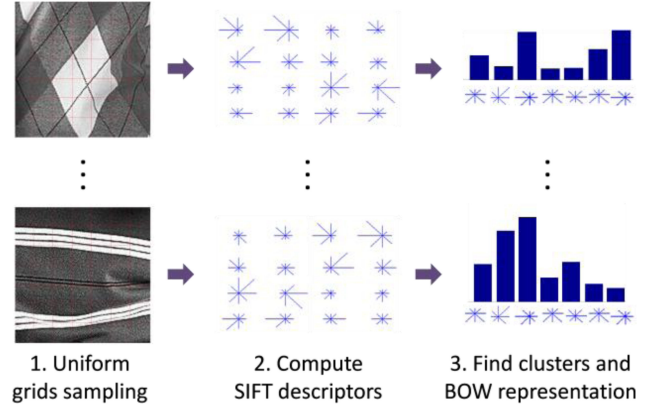 1. Uniform
grids sampling
2. Compute
SIFT descriptors
3. Find clusters and
BOW representation